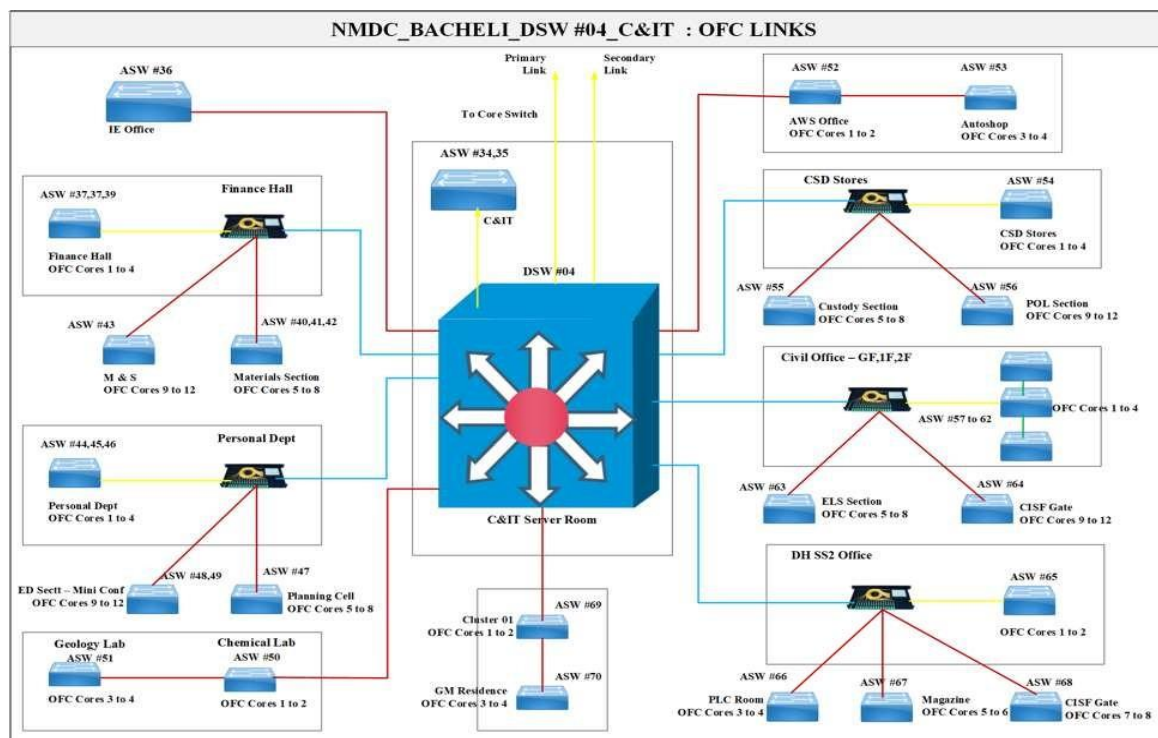 NMDC_BACHELI_DSW #04_C&IT : OFC LINKS
ASW #36
IE Office
Primary
Link
Secondary
Link
To Core Switch
ASW #34,35
C&IT
DSW #04
C&IT Server Room
ASW #52
AWS Office
OFC Cores 1 to 2
ASW #53
Autoshop
OFC Cores 3 to 4
Finance Hall
ASW #37,37,39
Finance Hall
OFC Cores 1 to 4
ASW #43
M & S
OFC Cores 9 to 12
ASW #40,41,42
Materials Section
OFC Cores 5 to 8
CSD Stores
ASW #54
CSD Stores
OFC Cores 1 to 4
ASW #55
Custody Section
OFC Cores 5 to 8
ASW #56
POL Section
OFC Cores 9 to 12
Personal Dept
ASW #44,45,46
Personal Dept
OFC Cores 1 to 4
ASW #48,49
ED Sectt – Mini Conf
OFC Cores 9 to 12
ASW #47
Planning Cell
OFC Cores 5 to 8
Civil Office – GF,1F,2F
ASW #57 to 62
OFC Cores 1 to 4
ASW #63
ELS Section
OFC Cores 5 to 8
ASW #64
CISF Gate
OFC Cores 9 to 12
Geology Lab
ASW #51
OFC Cores 3 to 4
Chemical Lab
ASW #50
OFC Cores 1 to 2
ASW #69
Cluster 01
OFC Cores 1 to 2
ASW #70
GM Residence
OFC Cores 3 to 4
DH SS2 Office
ASW #65
OFC Cores 1 to 2
ASW #66
PLC Room
OFC Cores 3 to 4
ASW #67
Magazine
OFC Cores 5 to 6
ASW #68
CISF Gate
OFC Cores 7 to 8